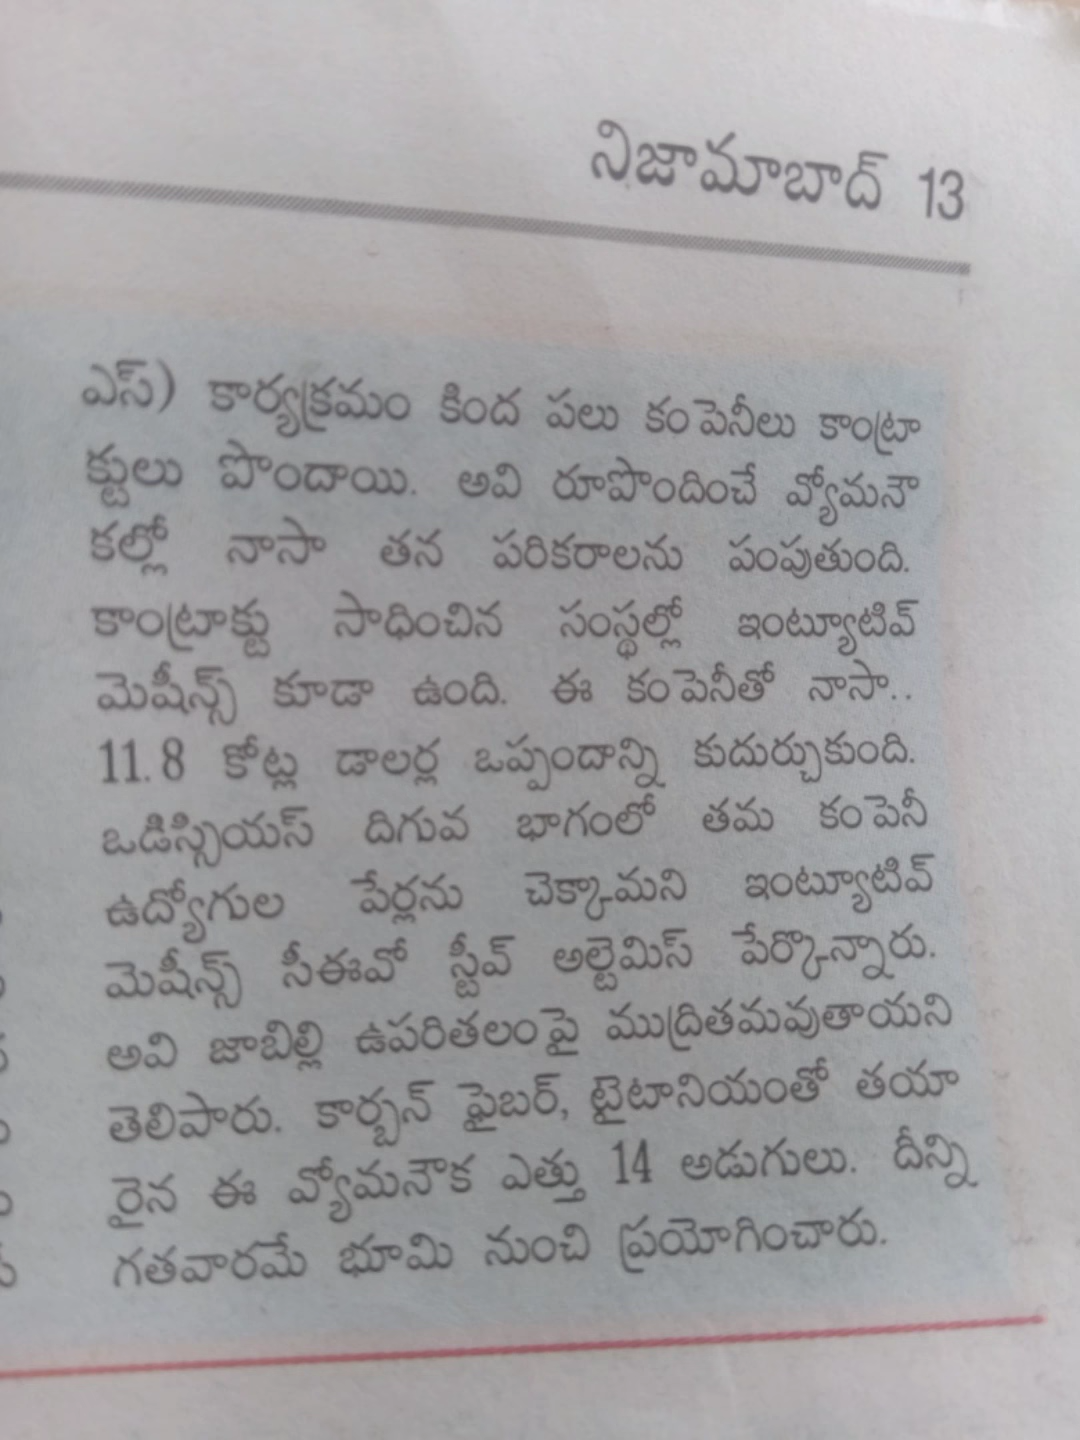 నిజామాబాద్ 13
ఎస్) కార్యక్రమం కింద పలు కంపెనీలు కాంట్రా
క్టులు పొందాయి. అవి రూపొందించే వ్యోమనౌ
కల్లో నాసా తన పరికరాలను పంపుతుంది.
కాంట్రాక్టు సాధించిన సంస్థల్లో ఇంట్యూటివ్
మెషీన్స్ కూడా ఉంది. ఈ కంపెనీతో నాసా..
11.8 కోట్ల డాలర్ల ఒప్పందాన్ని కుదుర్చుకుంది.
ఒడిస్సియస్ దిగువ భాగంలో తమ కంపెనీ
ఉద్యోగుల పేర్లను చెక్కామని ఇంట్యూటివ్
మెషీన్స్ సీఈవో స్టీవ్ అల్టెమిస్ పేర్కొన్నారు.
అవి జాబిల్లి ఉపరితలంపై ముద్రితమవుతాయని
తెలిపారు. కార్బన్ ఫైబర్, టైటానియంతో తయా
రైన ఈ వ్యోమనౌక ఎత్తు 14 అడుగులు. దీన్ని
గతవారమే భూమి నుంచి ప్రయోగించారు.